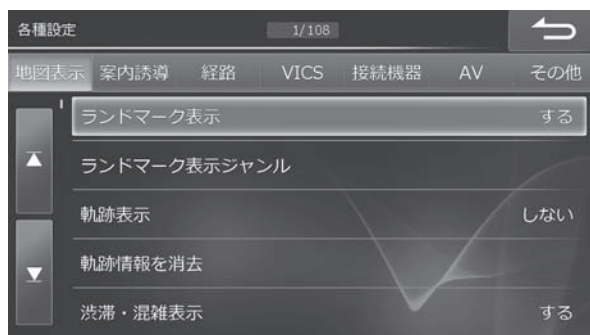 各種設定 1/108
地図表示 案内誘導 経路 VICS 接続機器 AV その他
ランドマーク表示 する
ランドマーク表示ジャンル
軌跡表示 しない
軌跡情報を消去
渋滞・混雑表示 する